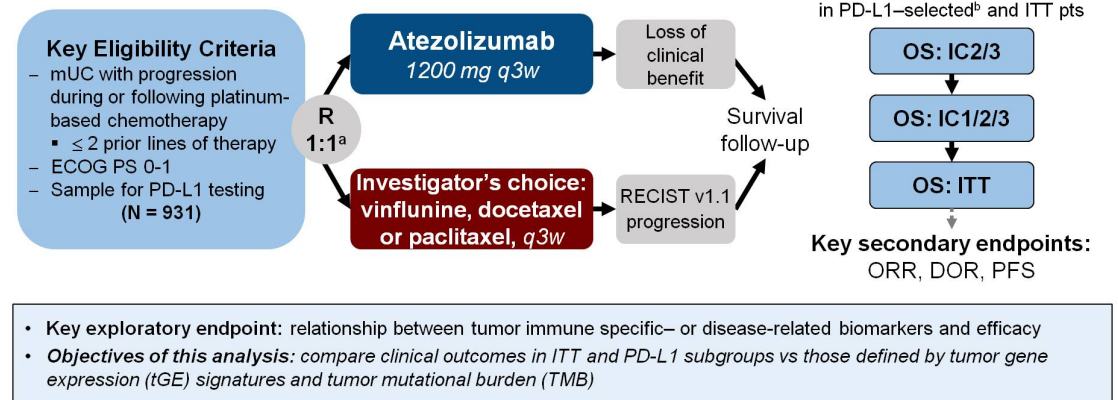 Key Eligibility Criteria
– mUC with progression
during or following platinum-
based chemotherapy
▪ ≤ 2 prior lines of therapy
– ECOG PS 0-1
– Sample for PD-L1 testing
(N = 931)
R
1:1ᵃ
Atezolizumab
1200 mg q3w
Loss of
clinical
benefit
Investigator’s choice:
vinflunine, docetaxel
or paclitaxel, q3w
RECIST v1.1
progression
Survival
follow-up
in PD-L1–selectedᵇ and ITT pts
OS: IC2/3
OS: IC1/2/3
OS: ITT
Key secondary endpoints:
ORR, DOR, PFS
• Key exploratory endpoint: relationship between tumor immune specific– or disease-related biomarkers and efficacy
• Objectives of this analysis: compare clinical outcomes in ITT and PD-L1 subgroups vs those defined by tumor gene
expression (tGE) signatures and tumor mutational burden (TMB)